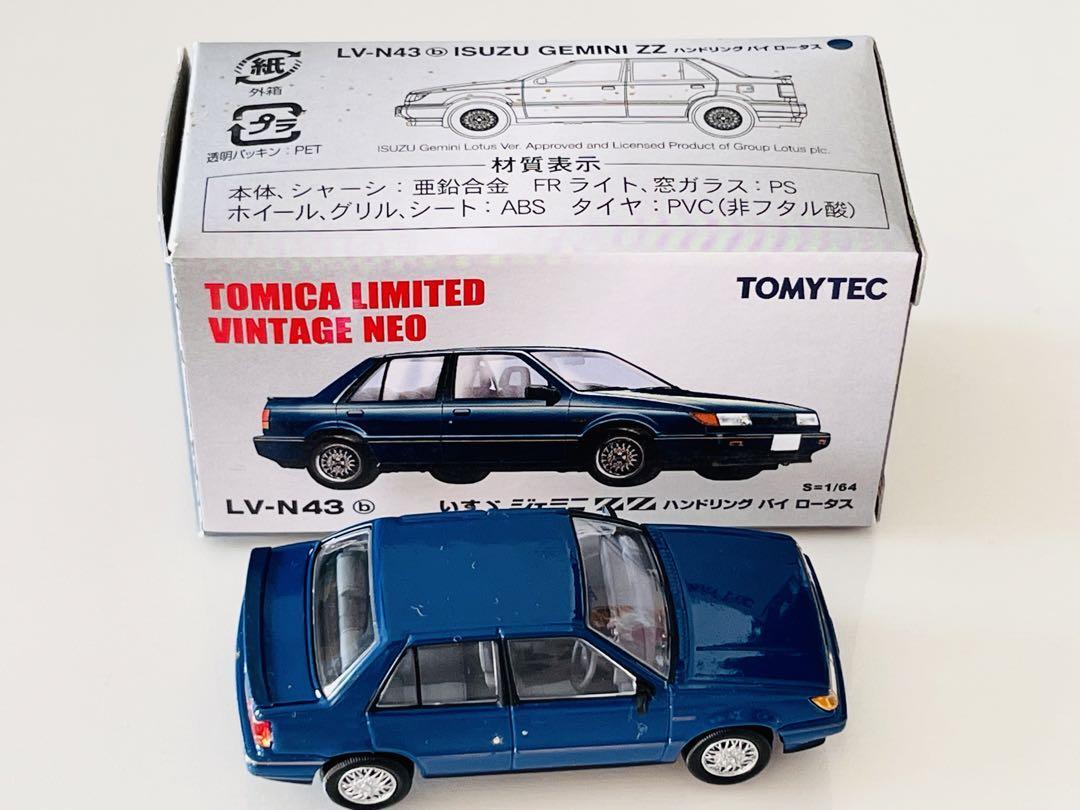 LV-N43 ⓑ ISUZU GEMINI ZZ ハンドリング バイ ロータス
紙
外箱
プラ
透明パッキン：PET
ISUZU Gemini Lotus Ver. Approved and Licensed Product of Group Lotus plc.
材質表示
本体、シャーシ：亜鉛合金 FRライト、窓ガラス：PS
ホイール、グリル、シート：ABS タイヤ：PVC（非フタル酸）
TOMICA LIMITED
VINTAGE NEO
TOMYTEC
S=1/64
LV-N43 ⓑ いすゞ ジェミニ ZZ ハンドリング バイ ロータス